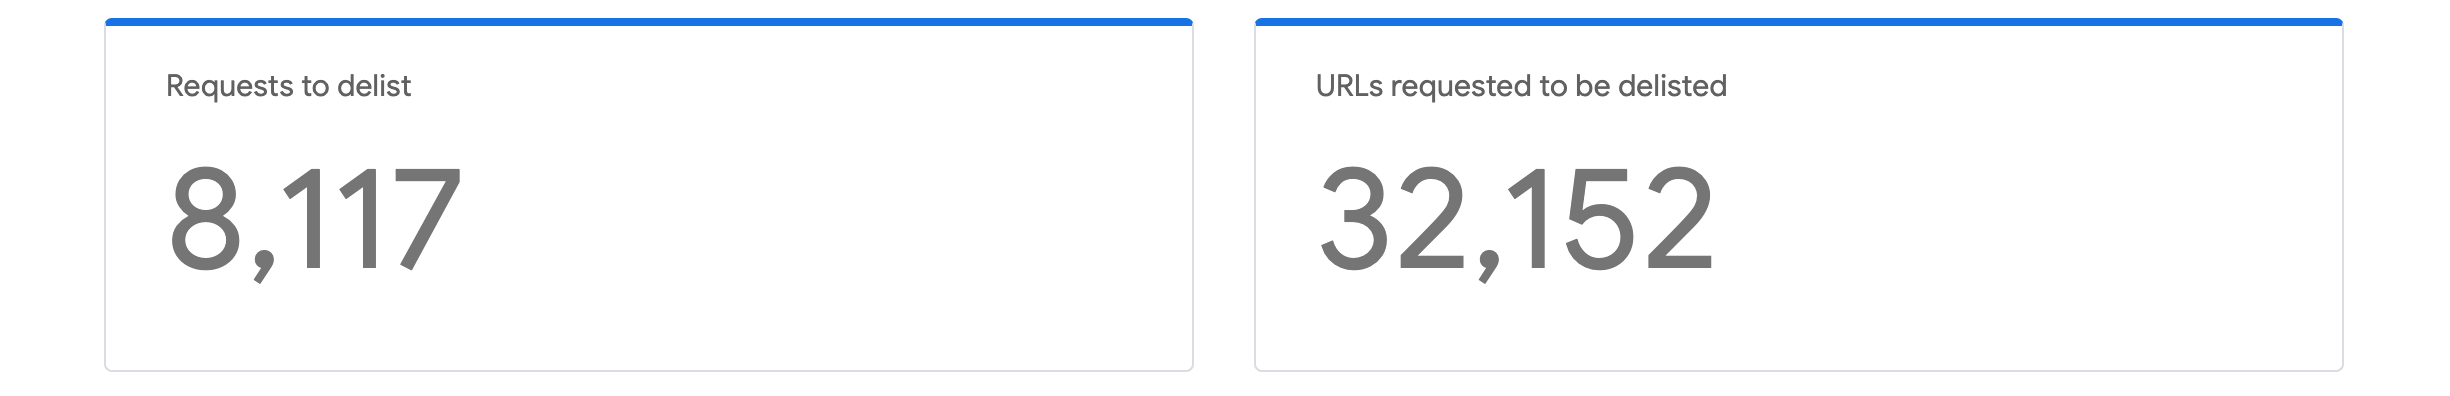 Requests to delist
8,117
URLs requested to be delisted
32,152